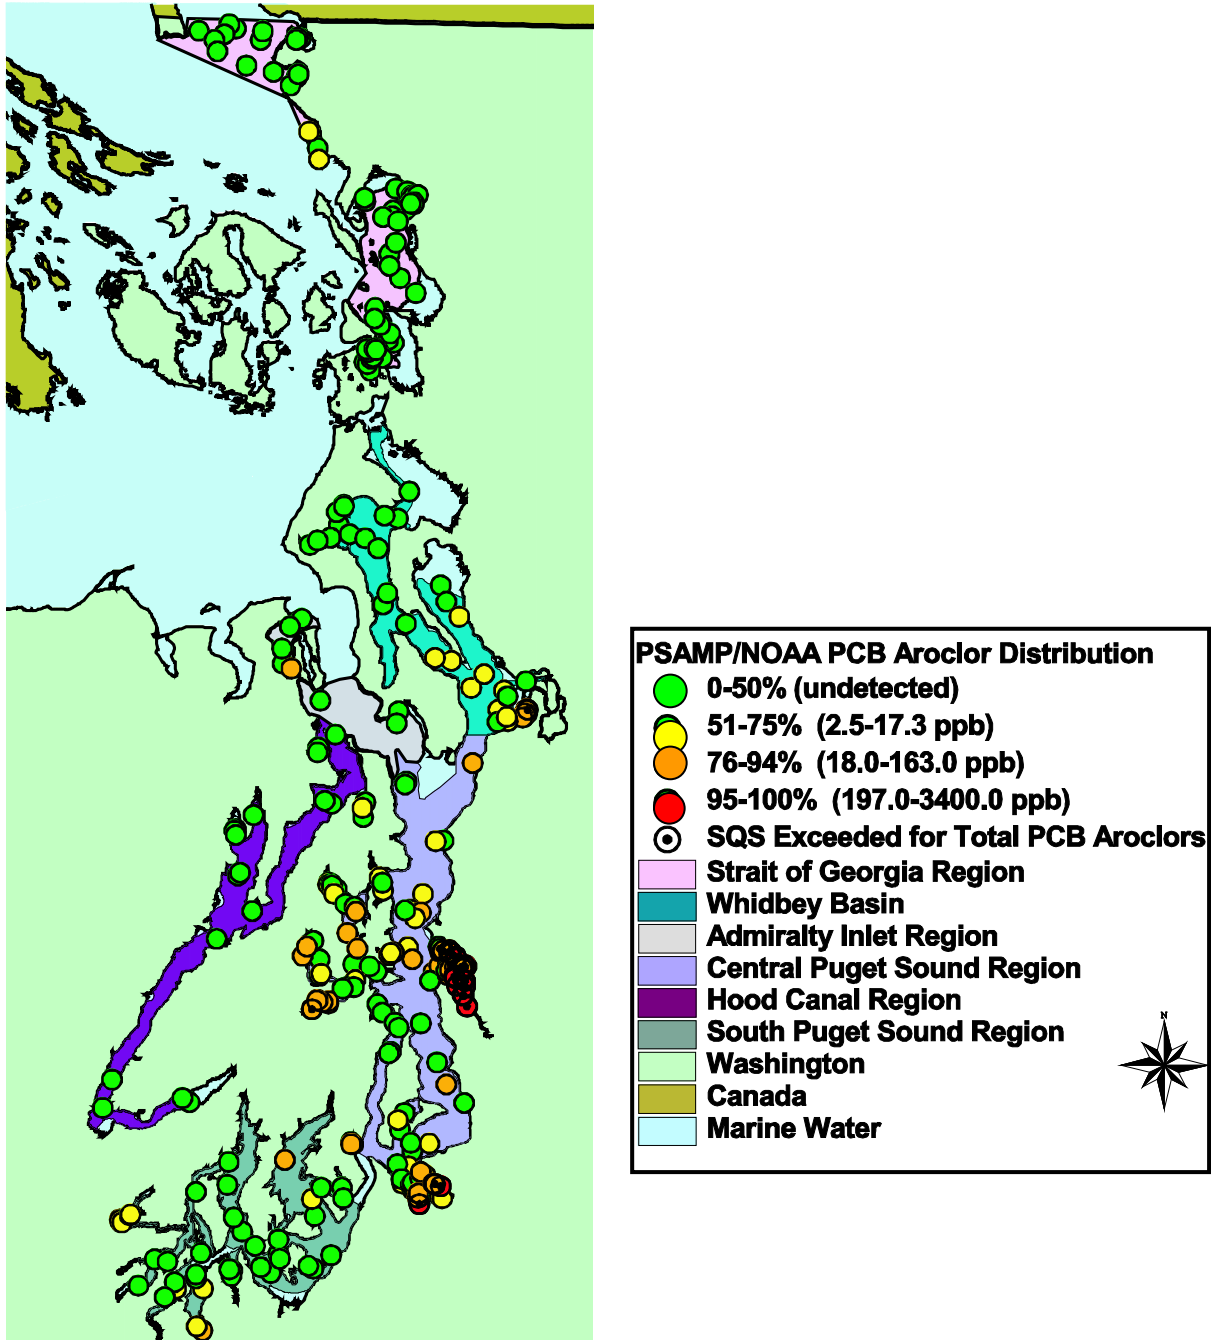 PSAMP/NOAA PCB Aroclor Distribution
0-50% (undetected)
51-75% (2.5-17.3 ppb)
76-94% (18.0-163.0 ppb)
95-100% (197.0-3400.0 ppb)
SQS Exceeded for Total PCB Aroclors
Strait of Georgia Region
Whidbey Basin
Admiralty Inlet Region
Central Puget Sound Region
Hood Canal Region
South Puget Sound Region
Washington
Canada
Marine Water
N